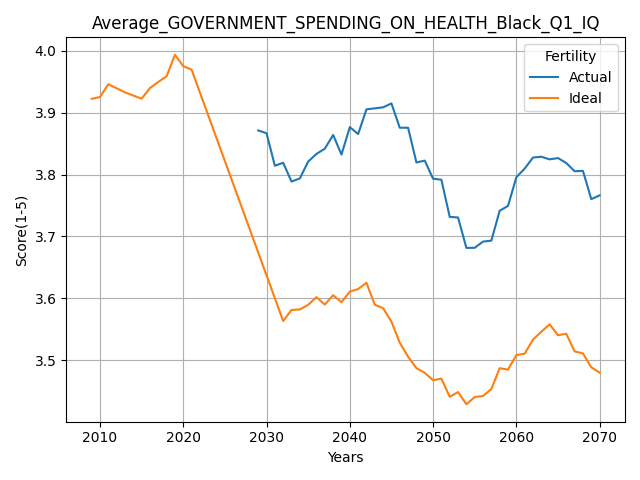 Average_GOVERNMENT_SPENDING_ON_HEALTH_Black_Q1_IQ
Fertility
Actual
Ideal
Score(1-5)
4.0
3.9
3.8
3.7
3.6
3.5
2010 2020 2030 2040 2050 2060 2070
Years